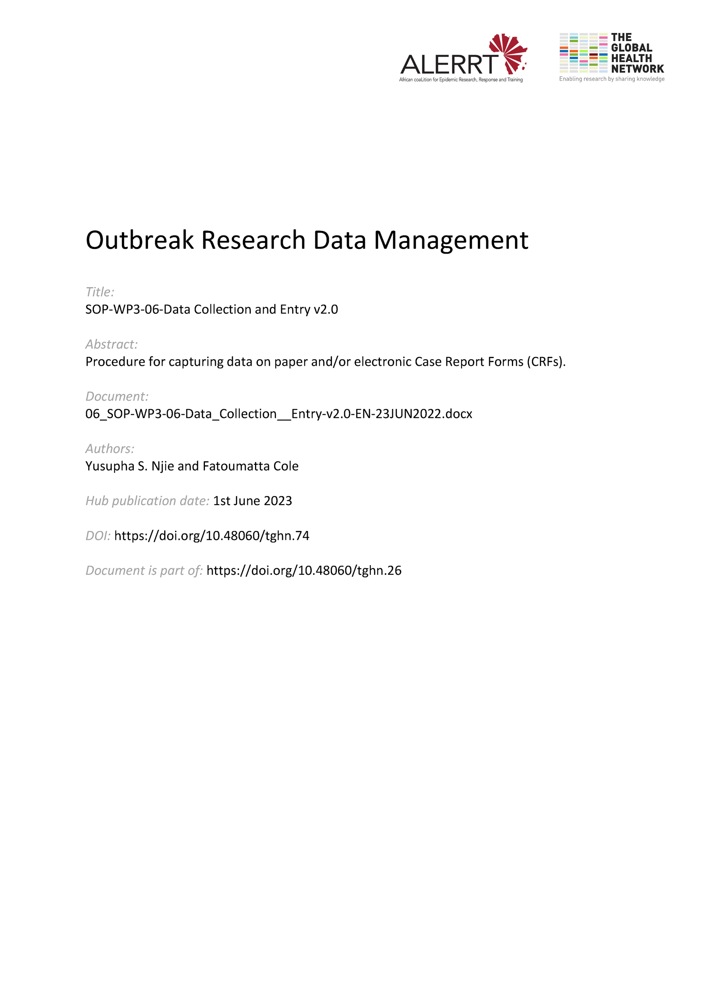 ALERRT
African coaLition for Epidemic Research, Response and Training
THE
GLOBAL
HEALTH
NETWORK
Enabling research by sharing knowledge
Outbreak Research Data Management
Title:
SOP-WP3-06-Data Collection and Entry v2.0
Abstract:
Procedure for capturing data on paper and/or electronic Case Report Forms (CRFs).
Document:
06_SOP-WP3-06-Data_Collection__Entry-v2.0-EN-23JUN2022.docx
Authors:
Yusupha S. Njie and Fatoumatta Cole
Hub publication date: 1st June 2023
DOI: https://doi.org/10.48060/tghn.74
Document is part of: https://doi.org/10.48060/tghn.26